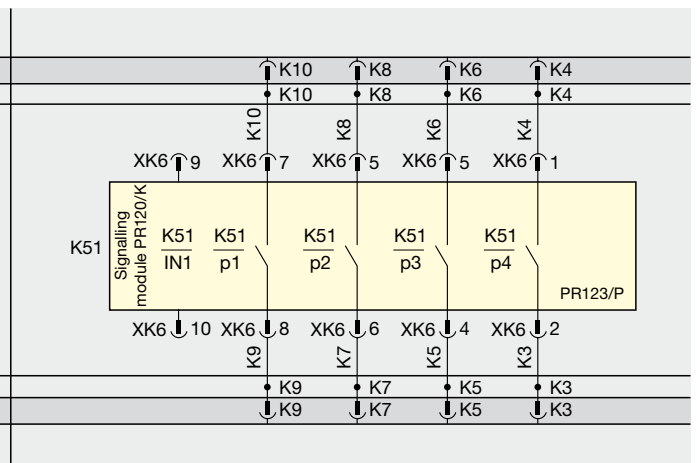 K10 K8 K6 K4
K10 K8 K6 K4
K10 K8 K6 K4
XK6 9 XK6 7 XK6 5 XK6 5 XK6 1
K51
Signalling
module PR120/K
K51 K51 K51 K51 K51
IN1 p1 p2 p3 p4
PR123/P
XK6 10 XK6 8 XK6 6 XK6 4 XK6 2
K9 K7 K5 K3
K9 K7 K5 K3
K9 K7 K5 K3